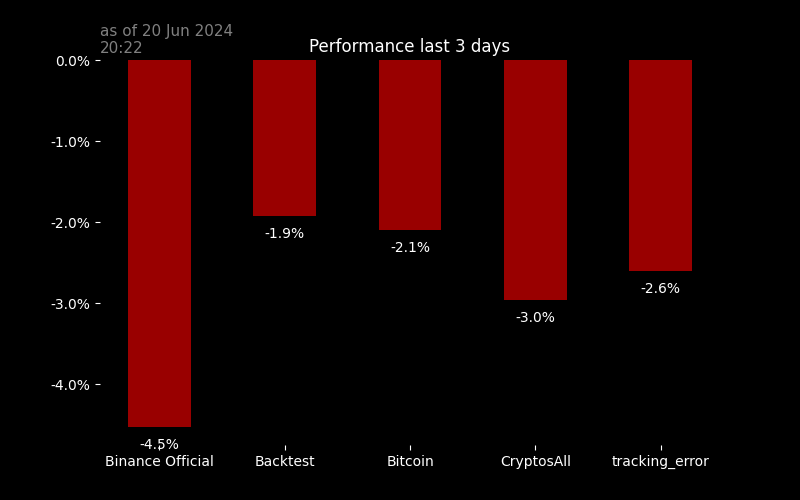 as of 20 Jun 2024
20:22
Performance last 3 days
0.0%
-1.0%
-2.0%
-3.0%
-4.0%
-4.5%
-1.9%
-2.1%
-3.0%
-2.6%
Binance Official
Backtest
Bitcoin
CryptosAll
tracking_error